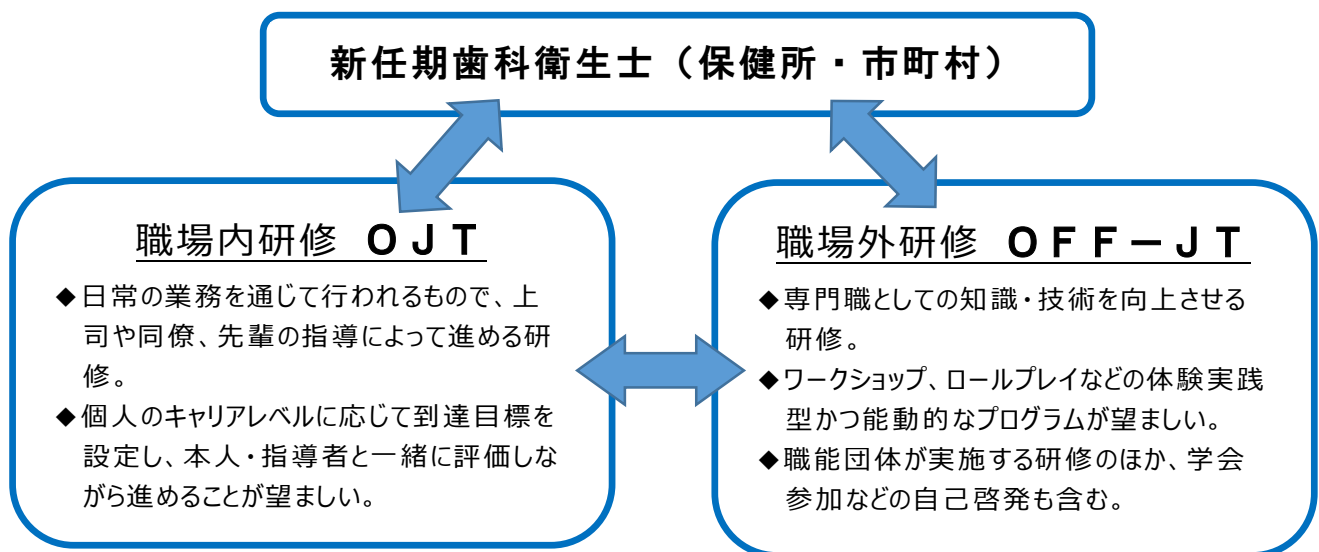 新任期歯科衛生士（保健所・市町村）
職場内研修 ＯＪＴ
◆日常の業務を通じて行われるもので、上
司や同僚、先輩の指導によって進める研
修。
◆個人のキャリアレベルに応じて到達目標を
設定し、本人・指導者と一緒に評価しな
がら進めることが望ましい。
職場外研修 ＯＦＦ－ＪＴ
◆専門職としての知識・技術を向上させる
研修。
◆ワークショップ、ロールプレイなどの体験実践
型かつ能動的なプログラムが望ましい。
◆職能団体が実施する研修のほか、学会
参加などの自己啓発も含む。